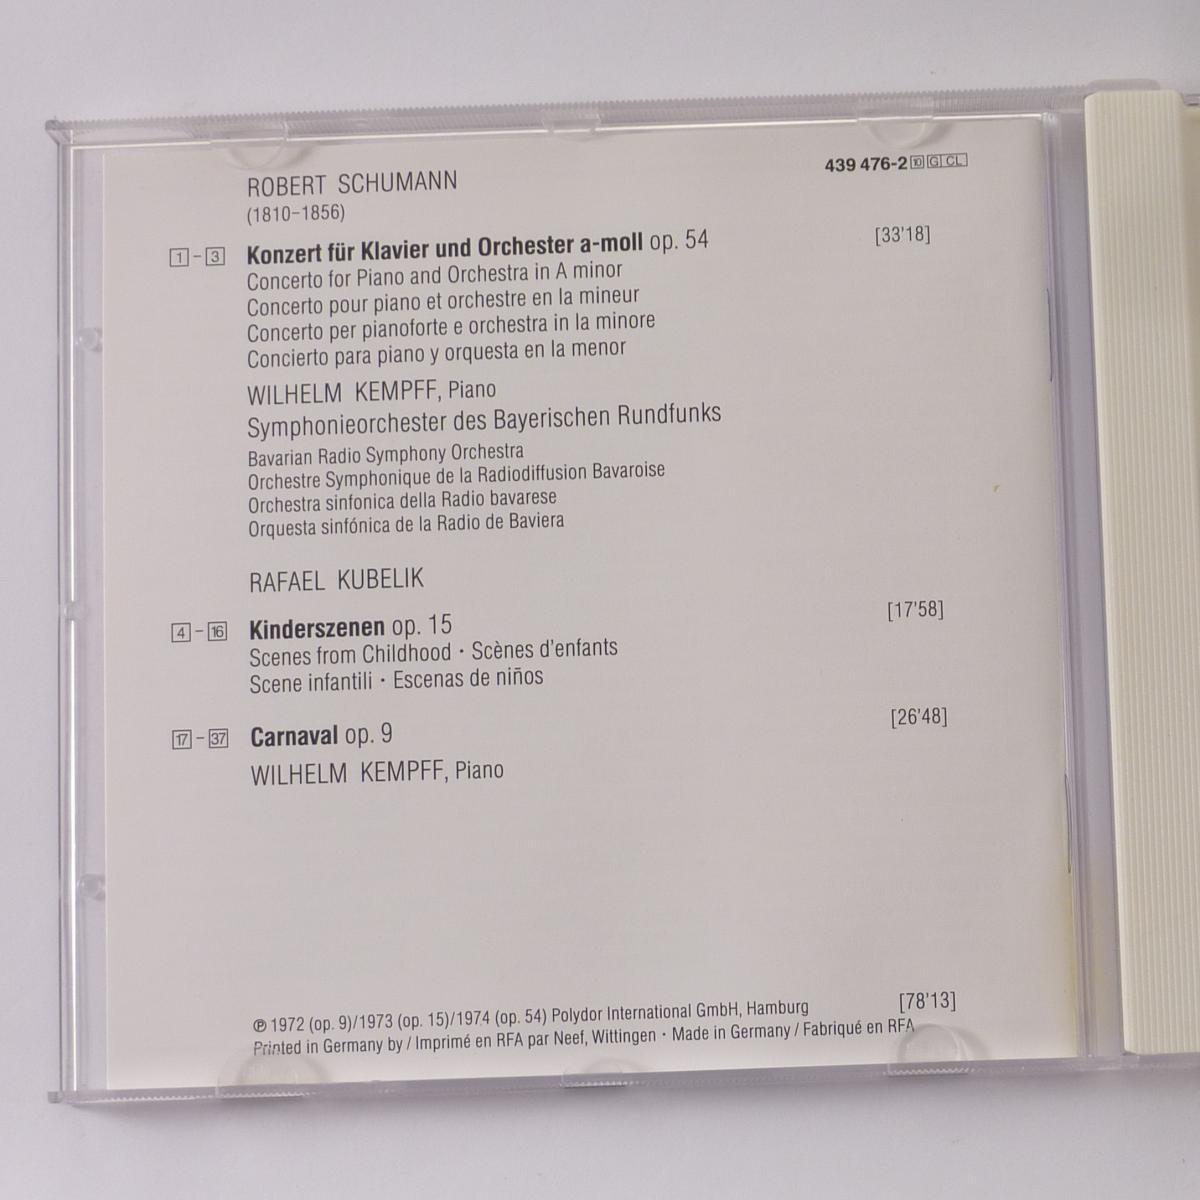 439 476-2 10 G CL
ROBERT SCHUMANN
(1810–1856)
1 – 3 Konzert für Klavier und Orchester a-moll op. 54 [33'18]
Concerto for Piano and Orchestra in A minor
Concerto pour piano et orchestre en la mineur
Concerto per pianoforte e orchestra in la minore
Concierto para piano y orquesta en la menor
WILHELM KEMPFF, Piano
Symphonieorchester des Bayerischen Rundfunks
Bavarian Radio Symphony Orchestra
Orchestre Symphonique de la Radiodiffusion Bavaroise
Orchestra sinfonica della Radio bavarese
Orquesta sinfónica de la Radio de Baviera
RAFAEL KUBELIK
4 – 16 Kinderszenen op. 15 [17'58]
Scenes from Childhood · Scènes d'enfants
Scene infantili · Escenas de niños
17 – 37 Carnaval op. 9 [26'48]
WILHELM KEMPFF, Piano
[78'13]
℗ 1972 (op. 9)/1973 (op. 15)/1974 (op. 54) Polydor International GmbH, Hamburg
Printed in Germany by / Imprimé en RFA par Neef, Wittingen · Made in Germany / Fabriqué en RFA